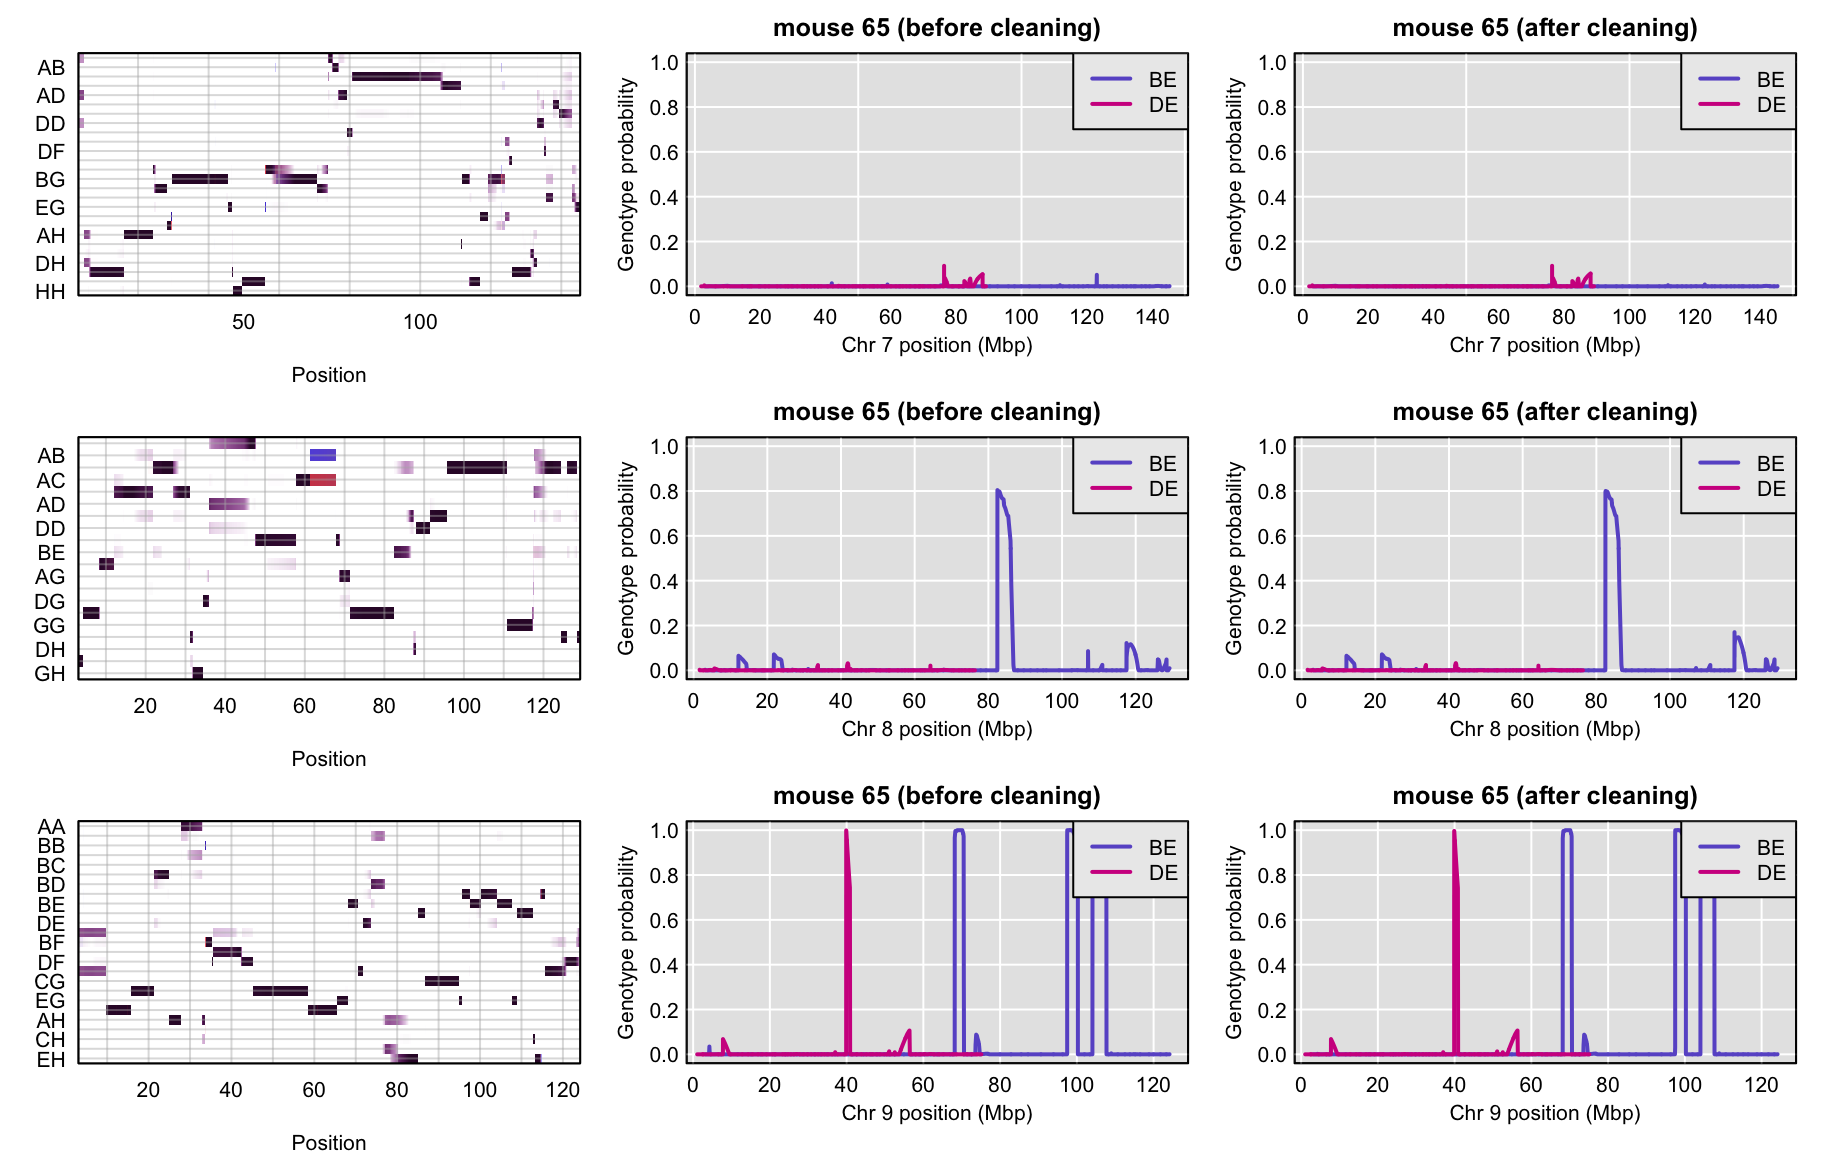 mouse 65 (before cleaning)
mouse 65 (after cleaning)
AB
AD
DD
DF
BG
EG
AH
DH
HH
50 100
Position
Genotype probability
1.0
0.8
0.6
0.4
0.2
0.0
BE
DE
0 20 40 60 80 100 120 140
Chr 7 position (Mbp)
Genotype probability
1.0
0.8
0.6
0.4
0.2
0.0
BE
DE
0 20 40 60 80 100 120 140
Chr 7 position (Mbp)
mouse 65 (before cleaning)
mouse 65 (after cleaning)
AB
AC
AD
DD
BE
AG
DG
GG
DH
GH
20 40 60 80 100 120
Position
Genotype probability
1.0
0.8
0.6
0.4
0.2
0.0
BE
DE
0 20 40 60 80 100 120
Chr 8 position (Mbp)
Genotype probability
1.0
0.8
0.6
0.4
0.2
0.0
BE
DE
0 20 40 60 80 100 120
Chr 8 position (Mbp)
mouse 65 (before cleaning)
mouse 65 (after cleaning)
AA
BB
BC
BD
BE
DE
BF
DF
CG
EG
AH
CH
EH
20 40 60 80 100 120
Position
Genotype probability
1.0
0.8
0.6
0.4
0.2
0.0
BE
DE
0 20 40 60 80 100 120
Chr 9 position (Mbp)
Genotype probability
1.0
0.8
0.6
0.4
0.2
0.0
BE
DE
0 20 40 60 80 100 120
Chr 9 position (Mbp)